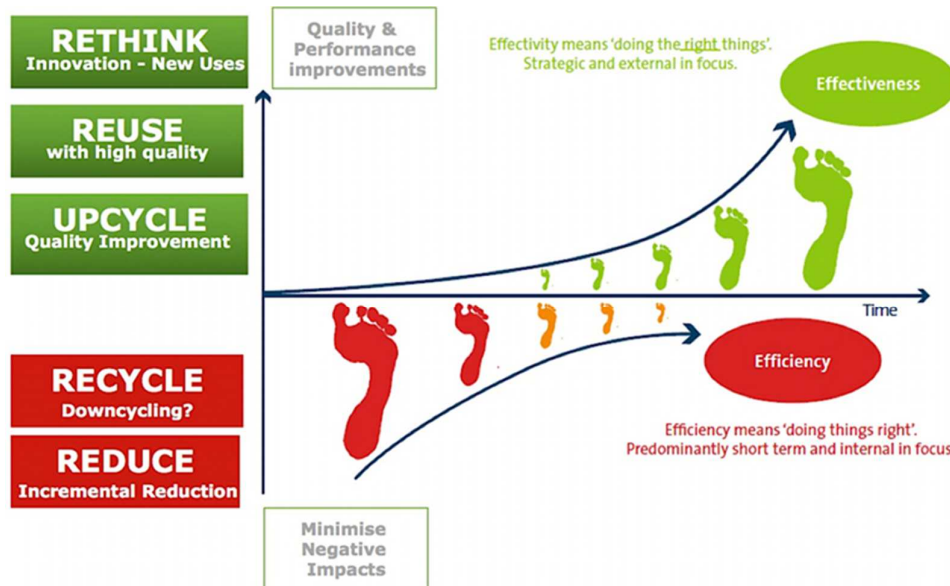 RETHINK
Innovation - New Uses
REUSE
with high quality
UPCYCLE
Quality Improvement
RECYCLE
Downcycling?
REDUCE
Incremental Reduction
Quality &
Performance
improvements
Effectivity means ‘doing the right things’.
Strategic and external in focus.
Effectiveness
Time
Efficiency
Efficiency means ‘doing things right’.
Predominantly short term and internal in focus
Minimise
Negative
Impacts